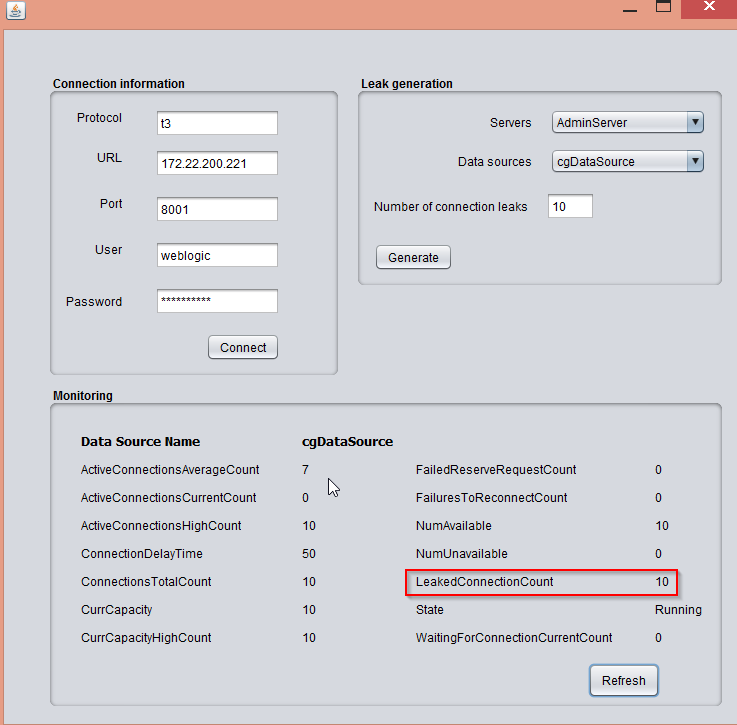 Connection information
Protocol t3
URL 172.22.200.221
Port 8001
User weblogic
Password **********
Connect
Leak generation
Servers AdminServer
Data sources cgDataSource
Number of connection leaks 10
Generate
Monitoring
Data Source Name cgDataSource
ActiveConnectionsAverageCount 7 FailedReserveRequestCount 0
ActiveConnectionsCurrentCount 0 FailuresToReconnectCount 0
ActiveConnectionsHighCount 10 NumAvailable 10
ConnectionDelayTime 50 NumUnavailable 0
ConnectionsTotalCount 10 LeakedConnectionCount 10
CurrCapacity 10 State Running
CurrCapacityHighCount 10 WaitingForConnectionCurrentCount 0
Refresh